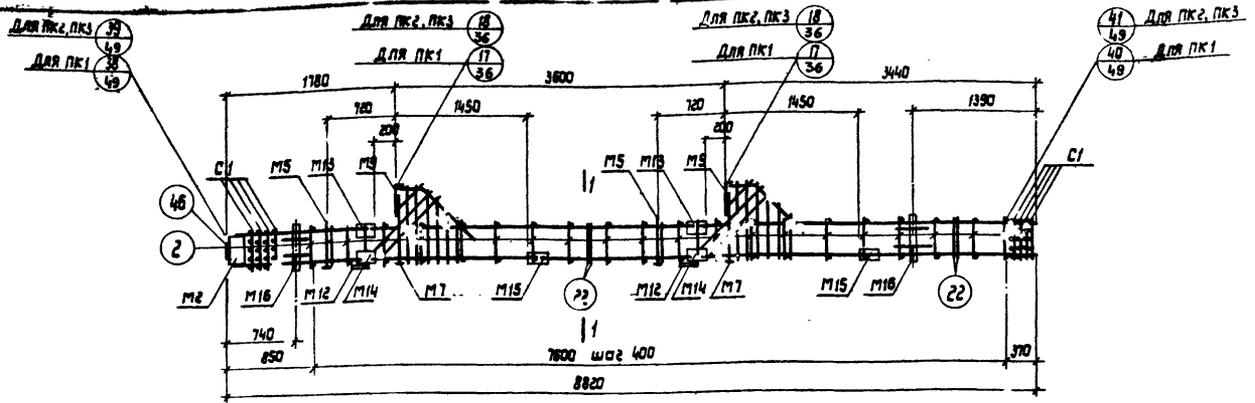 Для ПК2, ПК3 39 49
Для ПК1 38 49
Для ПК2, ПК3 18 36
Для ПК1 17 36
Для ПК2, ПК3 18 36
Для ПК1 17 36
41 49 Для ПК2, ПК3
40 49 Для ПК1
1780 3600 3440
720 1450 720 1450 1390
200 200
С1 М5 М13 М9 1 М5 М13 М9 С1
46
2
М2 М16 М12 М14 М7 М15 22 М12 М14 М7 М15 М16 22
1
740
850 7600 шаг 400 370
8820